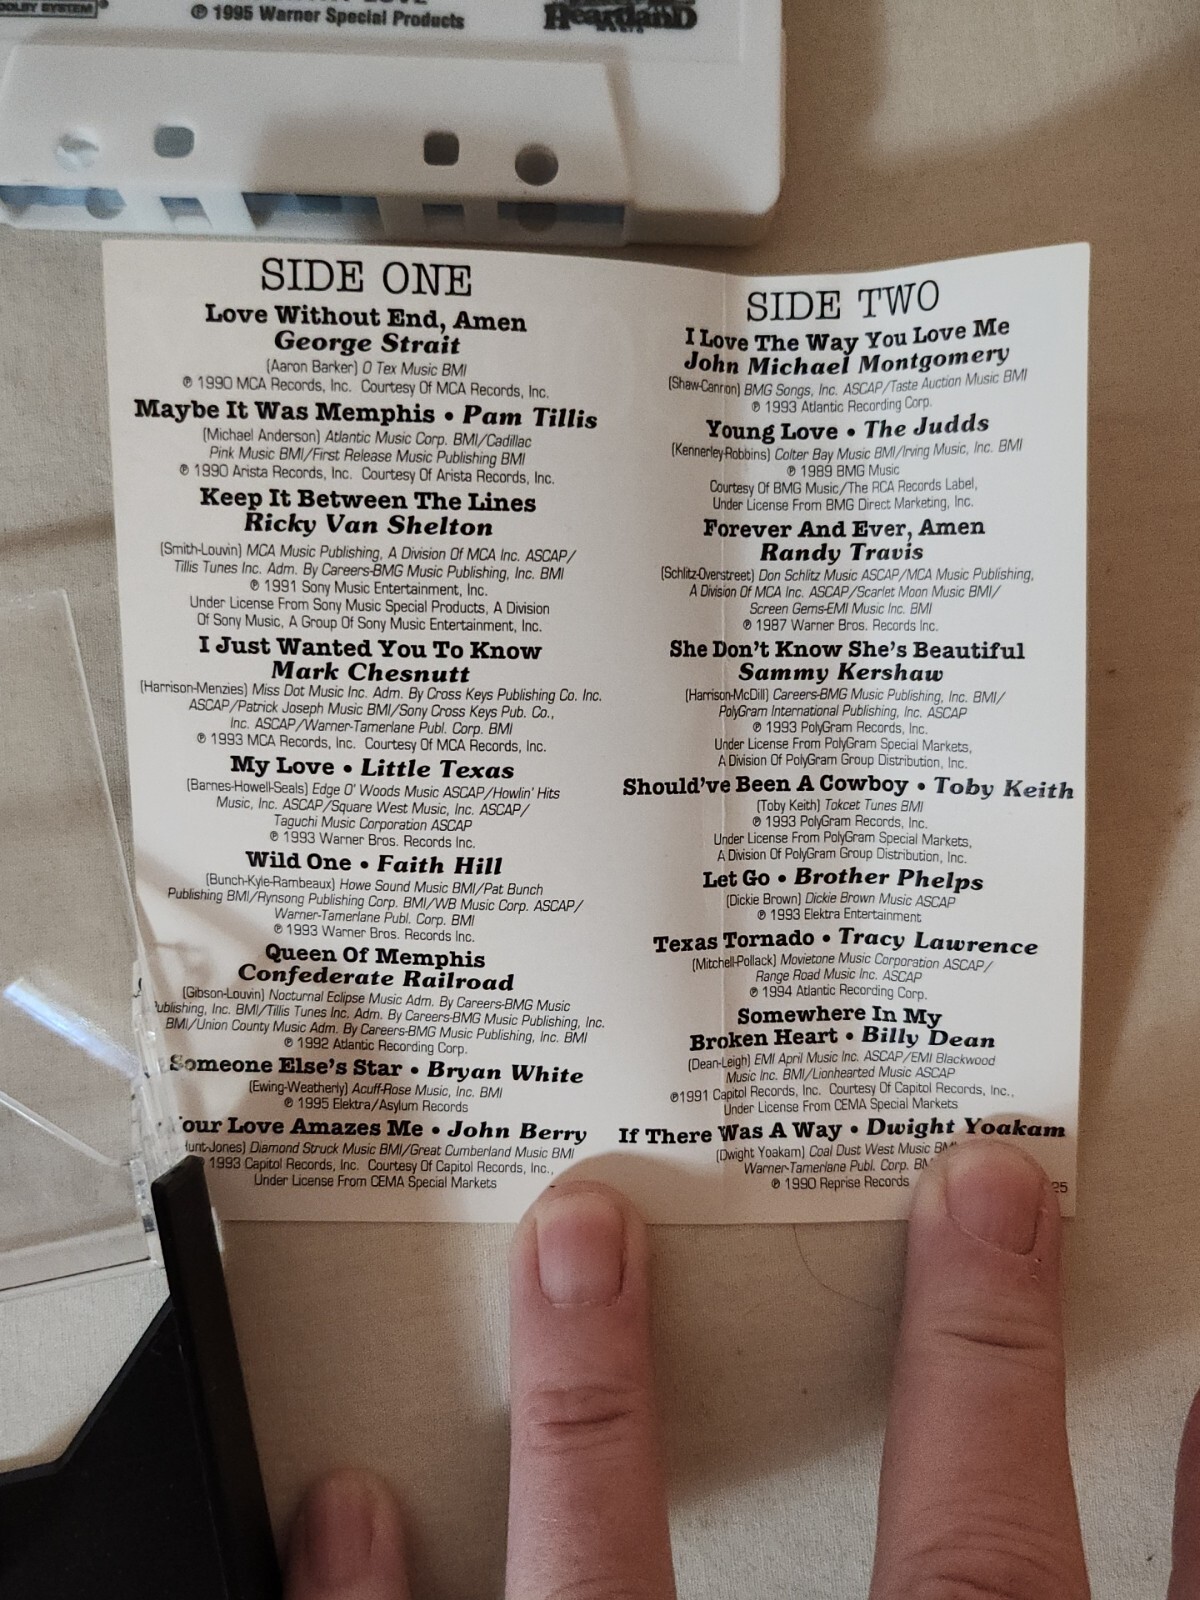 DOLBY SYSTEM
LOVE
℗ 1995 Warner Special Products
Heartland
SIDE ONE
Love Without End, Amen
George Strait
(Aaron Barker) O Tex Music BMI
℗ 1990 MCA Records, Inc. Courtesy Of MCA Records, Inc.
Maybe It Was Memphis • Pam Tillis
(Michael Anderson) Atlantic Music Corp. BMI/Cadillac
Pink Music BMI/First Release Music Publishing BMI
℗ 1990 Arista Records, Inc. Courtesy Of Arista Records, Inc.
Keep It Between The Lines
Ricky Van Shelton
(Smith-Louvin) MCA Music Publishing, A Division Of MCA Inc. ASCAP/
Tillis Tunes Inc. Adm. By Careers-BMG Music Publishing, Inc. BMI
℗ 1991 Sony Music Entertainment, Inc.
Under License From Sony Music Special Products, A Division
Of Sony Music, A Group Of Sony Music Entertainment, Inc.
I Just Wanted You To Know
Mark Chesnutt
(Harrison-Menzies) Miss Dot Music Inc. Adm. By Cross Keys Publishing Co. Inc.
ASCAP/Patrick Joseph Music BMI/Sony Cross Keys Pub. Co.,
Inc. ASCAP/Warner-Tamerlane Publ. Corp. BMI
℗ 1993 MCA Records, Inc. Courtesy Of MCA Records, Inc.
My Love • Little Texas
(Barnes-Howell-Seals) Edge O' Woods Music ASCAP/Howlin' Hits
Music, Inc. ASCAP/Square West Music, Inc. ASCAP/
Taguchi Music Corporation ASCAP
℗ 1993 Warner Bros. Records Inc.
Wild One • Faith Hill
(Bunch-Kyle-Rambeaux) Howe Sound Music BMI/Pat Bunch
Publishing BMI/Rynsong Publishing Corp. BMI/WB Music Corp. ASCAP/
Warner-Tamerlane Publ. Corp. BMI
℗ 1993 Warner Bros. Records Inc.
Queen Of Memphis
Confederate Railroad
(Gibson-Louvin) Nocturnal Eclipse Music Adm. By Careers-BMG Music
Publishing, Inc. BMI/Tillis Tunes Inc. Adm. By Careers-BMG Music Publishing, Inc.
BMI/Union County Music Adm. By Careers-BMG Music Publishing, Inc. BMI
℗ 1992 Atlantic Recording Corp.
Someone Else's Star • Bryan White
(Ewing-Weatherly) Acuff-Rose Music, Inc. BMI
℗ 1995 Elektra/Asylum Records
Your Love Amazes Me • John Berry
(Hunt-Jones) Diamond Struck Music BMI/Great Cumberland Music BMI
℗ 1993 Capitol Records, Inc. Courtesy Of Capitol Records, Inc.,
Under License From CEMA Special Markets
SIDE TWO
I Love The Way You Love Me
John Michael Montgomery
(Shaw-Cannon) BMG Songs, Inc. ASCAP/Taste Auction Music BMI
℗ 1993 Atlantic Recording Corp.
Young Love • The Judds
(Kennerley-Robbins) Colter Bay Music BMI/Irving Music, Inc. BMI
℗ 1989 BMG Music
Courtesy Of BMG Music/The RCA Records Label,
Under License From BMG Direct Marketing, Inc.
Forever And Ever, Amen
Randy Travis
(Schlitz-Overstreet) Don Schlitz Music ASCAP/MCA Music Publishing,
A Division Of MCA Inc. ASCAP/Scarlet Moon Music BMI/
Screen Gems-EMI Music Inc. BMI
℗ 1987 Warner Bros. Records Inc.
She Don't Know She's Beautiful
Sammy Kershaw
(Harrison-McDill) Careers-BMG Music Publishing, Inc. BMI/
PolyGram International Publishing, Inc. ASCAP
℗ 1993 PolyGram Records, Inc.
Under License From PolyGram Special Markets,
A Division Of PolyGram Group Distribution, Inc.
Should've Been A Cowboy • Toby Keith
(Toby Keith) Tokcet Tunes BMI
℗ 1993 PolyGram Records, Inc.
Under License From PolyGram Special Markets,
A Division Of PolyGram Group Distribution, Inc.
Let Go • Brother Phelps
(Dickie Brown) Dickie Brown Music ASCAP
℗ 1993 Elektra Entertainment
Texas Tornado • Tracy Lawrence
(Mitchell-Pollack) Movietone Music Corporation ASCAP/
Range Road Music Inc. ASCAP
℗ 1994 Atlantic Recording Corp.
Somewhere In My
Broken Heart • Billy Dean
(Dean-Leigh) EMI April Music Inc. ASCAP/EMI Blackwood
Music Inc. BMI/Lionhearted Music ASCAP
℗1991 Capitol Records, Inc. Courtesy Of Capitol Records, Inc.,
Under License From CEMA Special Markets
If There Was A Way • Dwight Yoakam
(Dwight Yoakam) Coal Dust West Music BMI
Warner-Tamerlane Publ. Corp. BM
℗ 1990 Reprise Records
25